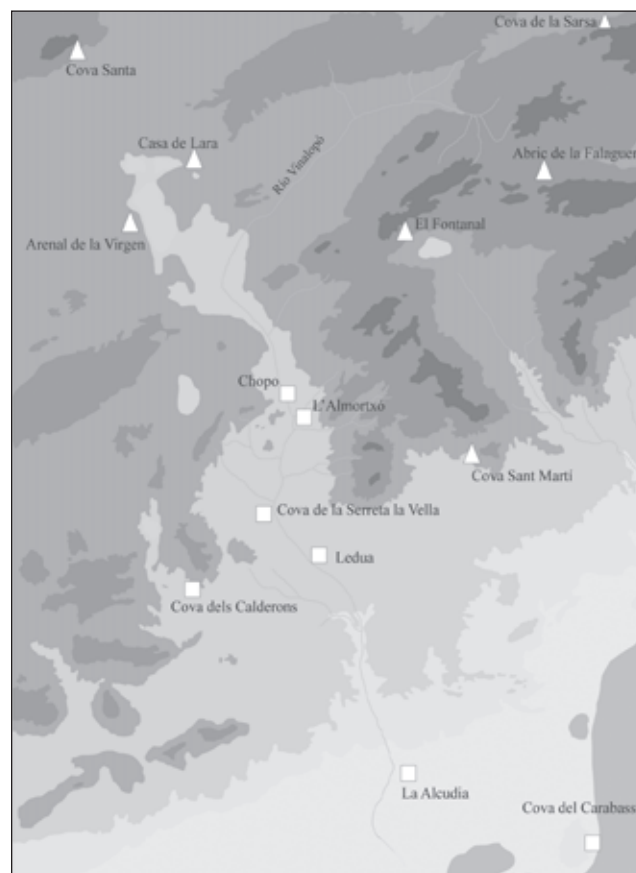 Cova de la Sarsa
Cova Santa
Casa de Lara
Abric de la Falaguer
Río Vinalopó
El Fontanal
Arenal de la Virgen
Chopo
L'Almortxó
Cova Sant Martí
Cova de la Serreta la Vella
Ledua
Cova dels Calderons
La Alcudia
Cova del Carabass